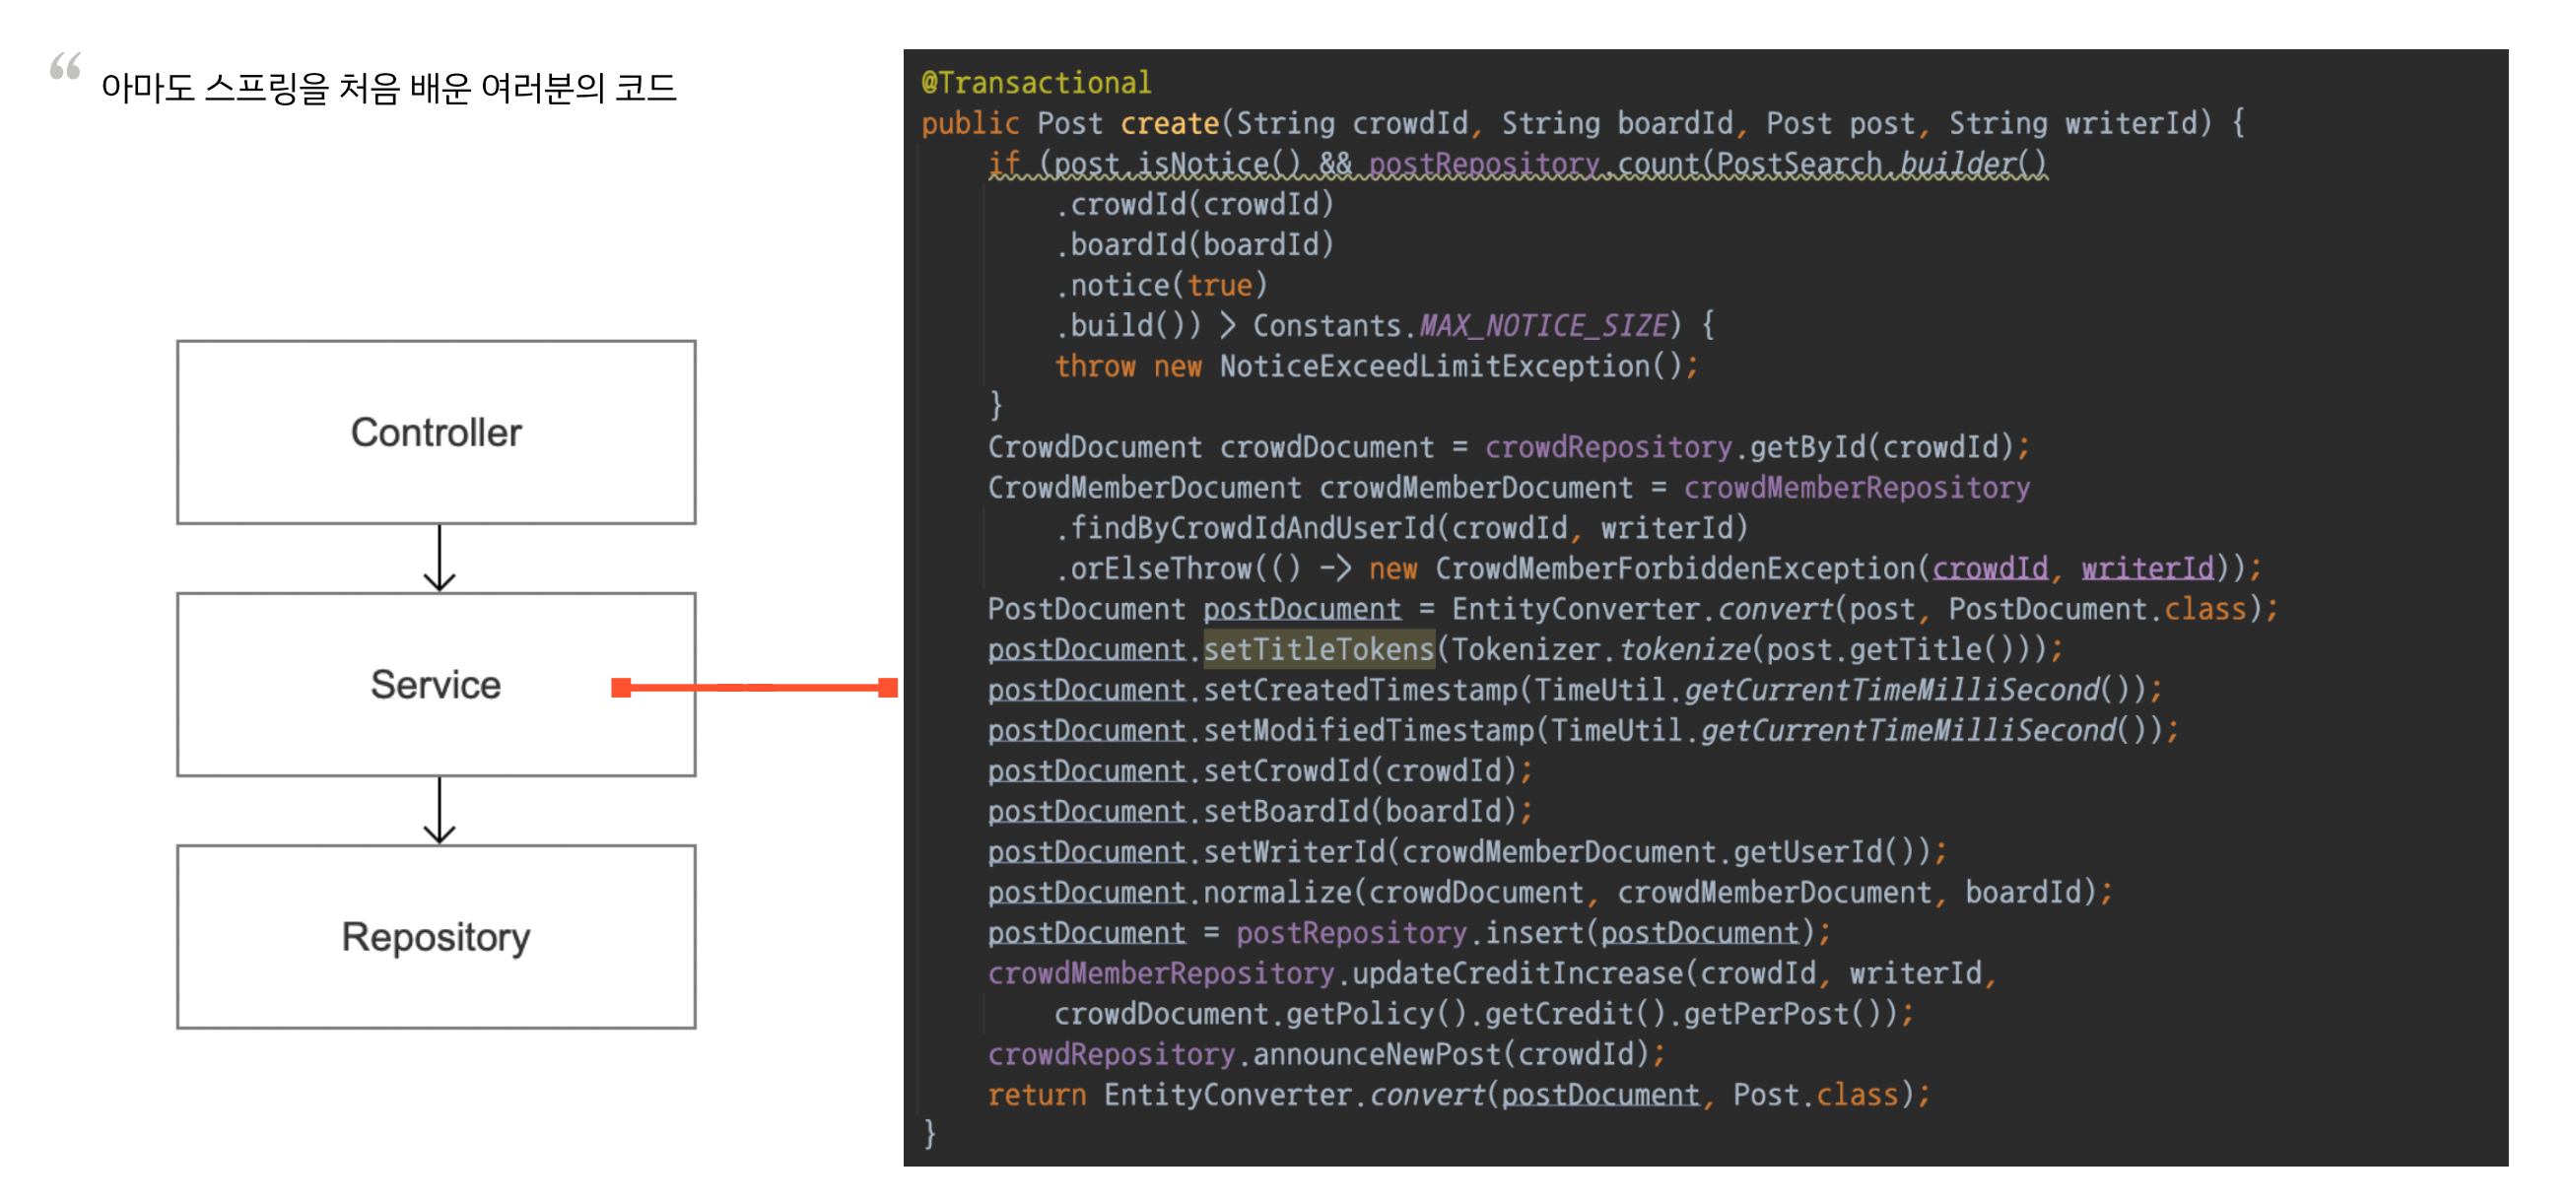 “ 아마도 스프링을 처음 배운 여러분의 코드
Controller
Service
Repository
@Transactional
public Post create(String crowdId, String boardId, Post post, String writerId) {
if (post.isNotice() && postRepository.count(PostSearch.builder()
.crowdId(crowdId)
.boardId(boardId)
.notice(true)
.build()) > Constants.MAX_NOTICE_SIZE) {
throw new NoticeExceedLimitException();
}
CrowdDocument crowdDocument = crowdRepository.getById(crowdId);
CrowdMemberDocument crowdMemberDocument = crowdMemberRepository
.findByCrowdIdAndUserId(crowdId, writerId)
.orElseThrow(() -> new CrowdMemberForbiddenException(crowdId, writerId));
PostDocument postDocument = EntityConverter.convert(post, PostDocument.class);
postDocument.setTitleTokens(Tokenizer.tokenize(post.getTitle()));
postDocument.setCreatedTimestamp(TimeUtil.getCurrentTimeMilliSecond());
postDocument.setModifiedTimestamp(TimeUtil.getCurrentTimeMilliSecond());
postDocument.setCrowdId(crowdId);
postDocument.setBoardId(boardId);
postDocument.setWriterId(crowdMemberDocument.getUserId());
postDocument.normalize(crowdDocument, crowdMemberDocument, boardId);
postDocument = postRepository.insert(postDocument);
crowdMemberRepository.updateCreditIncrease(crowdId, writerId,
crowdDocument.getPolicy().getCredit().getPerPost());
crowdRepository.announceNewPost(crowdId);
return EntityConverter.convert(postDocument, Post.class);
}